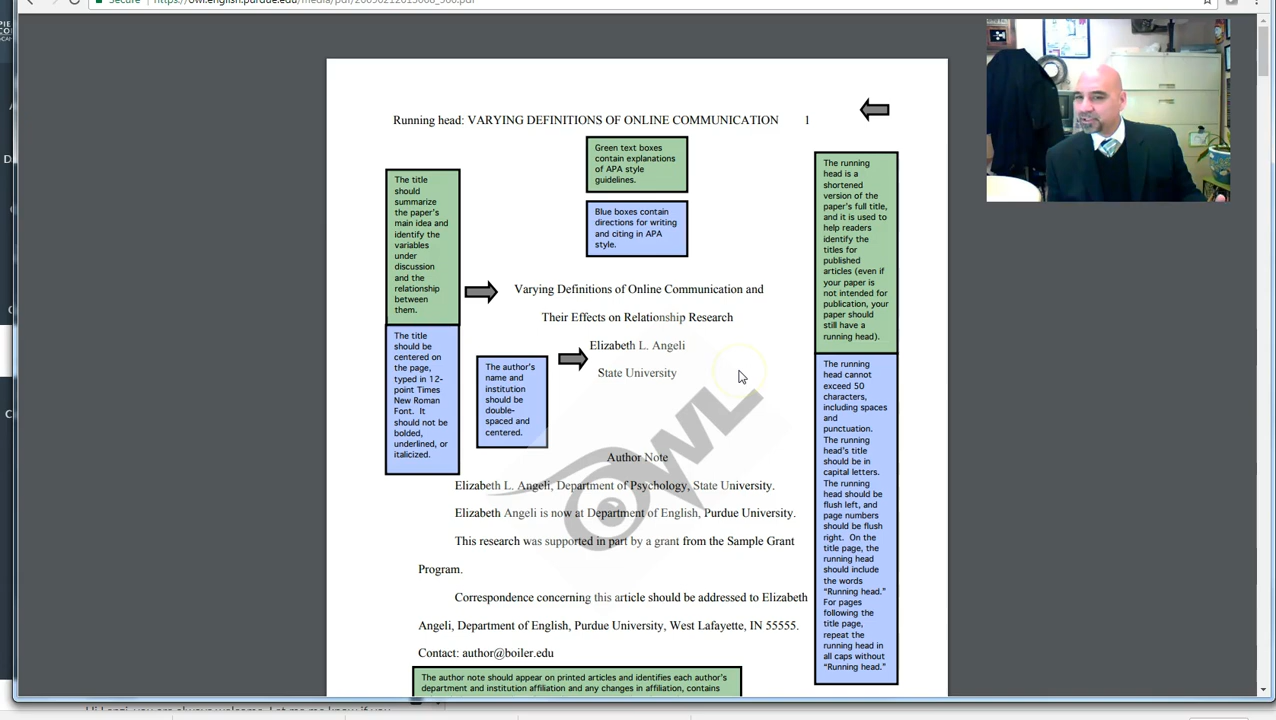 Secure
https://owl.english.purdue.edu/media/pdf/20090212013008_560.pdf
Running head: VARYING DEFINITIONS OF ONLINE COMMUNICATION 1
Green text boxes
contain explanations
of APA style
guidelines.
Blue boxes contain
directions for writing
and citing in APA
style.
The title
should
summarize
the paper's
main idea and
identify the
variables
under
discussion
and the
relationship
between
them.
The title
should be
centered on
the page,
typed in 12-
point Times
New Roman
Font. It
should not be
bolded,
underlined, or
italicized.
Varying Definitions of Online Communication and
Their Effects on Relationship Research
Elizabeth L. Angeli
State University
The author's
name and
institution
should be
double-
spaced and
centered.
The running
head is a
shortened
version of the
paper's full title,
and it is used to
help readers
identify the
titles for
published
articles (even if
your paper is
not intended for
publication, your
paper should
still have a
running head).
The running
head cannot
exceed 50
characters,
including spaces
and
punctuation.
The running
head's title
should be in
capital letters.
The running
head should be
flush left, and
page numbers
should be flush
right. On the
title page, the
running head
should include
the words
“Running head.”
For pages
following the
title page,
repeat the
running head in
all caps without
“Running head.”
OWL
Author Note
Elizabeth L. Angeli, Department of Psychology, State University.
Elizabeth Angeli is now at Department of English, Purdue University.
This research was supported in part by a grant from the Sample Grant
Program.
Correspondence concerning this article should be addressed to Elizabeth
Angeli, Department of English, Purdue University, West Lafayette, IN 55555.
Contact: author@boiler.edu
The author note should appear on printed articles and identifies each author's
department and institution affiliation and any changes in affiliation, contains